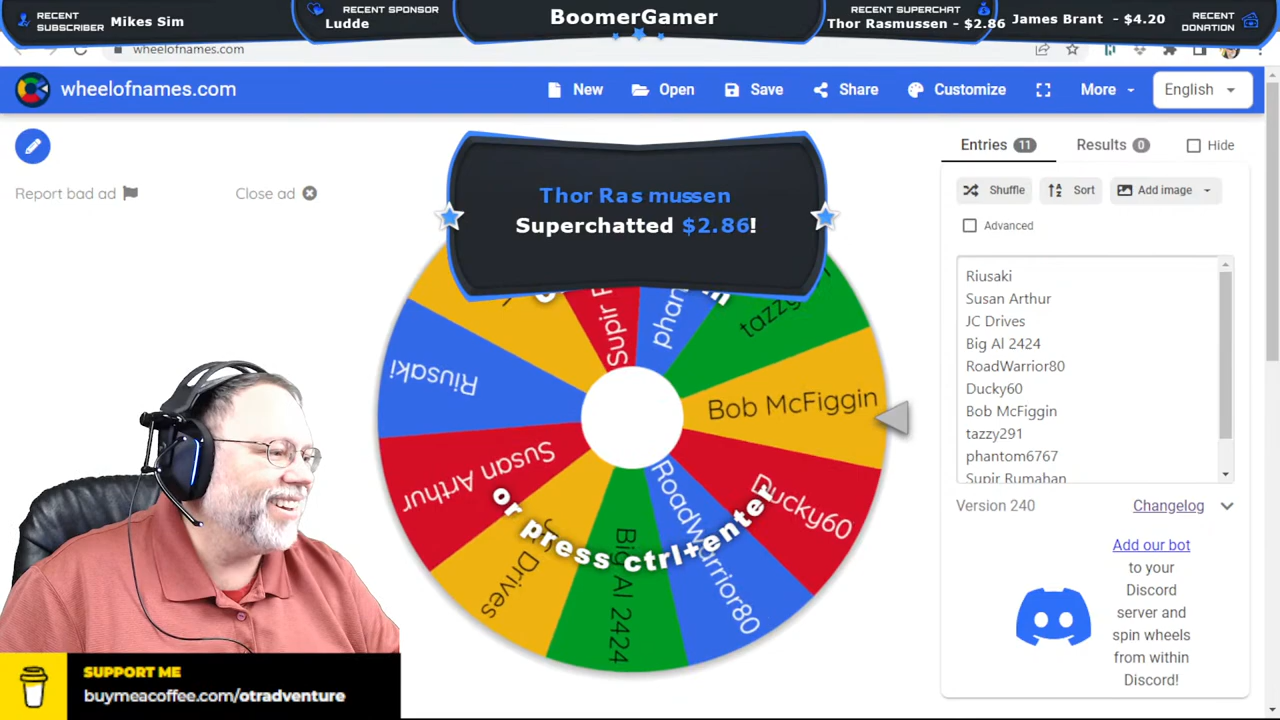 RECENT SUBSCRIBER
Mikes Sim
RECENT SPONSOR
Ludde
BoomerGamer
RECENT SUPERCHAT
Thor Rasmussen - $2.86
James Brant - $4.20
RECENT DONATION
wheelofnames.com
wheelofnames.com
New
Open
Save
Share
Customize
More
English
Report bad ad
Close ad
Thor Rasmussen
Superchatted $2.86!
Entries 11
Results 0
Hide
Shuffle
Sort
Add image
Advanced
Riusaki
Susan Arthur
JC Drives
Big Al 2424
RoadWarrior80
Ducky60
Bob McFiggin
tazzy291
phantom6767
Supir Rumahan
Version 240
Changelog
Add our bot
to your
Discord
server and
spin wheels
from within
Discord!
Riusaki
Susan Arthur
Drives
Big Al 2424
RoadWarrior80
Ducky60
Bob McFiggin
or press ctrl+enter
SUPPORT ME
buymeacoffee.com/otradventure